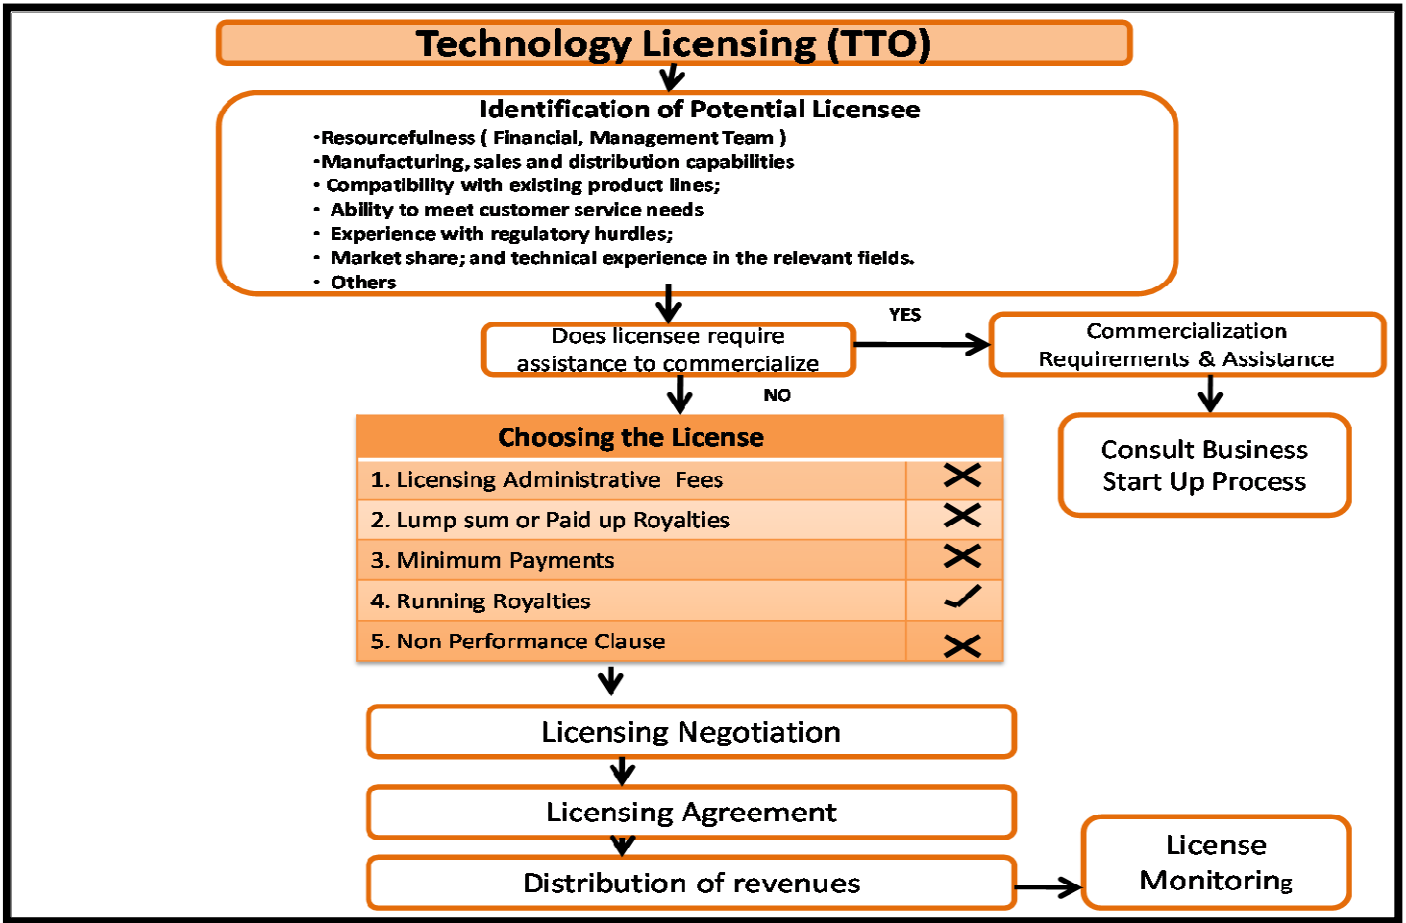 Technology Licensing (TTO)
Identification of Potential Licensee
•Resourcefulness ( Financial, Management Team )
•Manufacturing, sales and distribution capabilities
• Compatibility with existing product lines;
• Ability to meet customer service needs
• Experience with regulatory hurdles;
• Market share; and technical experience in the relevant fields.
• Others
Does licensee require
assistance to commercialize
YES
Commercialization
Requirements & Assistance
NO
Consult Business
Start Up Process
Choosing the License
1. Licensing Administrative Fees
2. Lump sum or Paid up Royalties
3. Minimum Payments
4. Running Royalties
5. Non Performance Clause
Licensing Negotiation
Licensing Agreement
Distribution of revenues
License
Monitoring